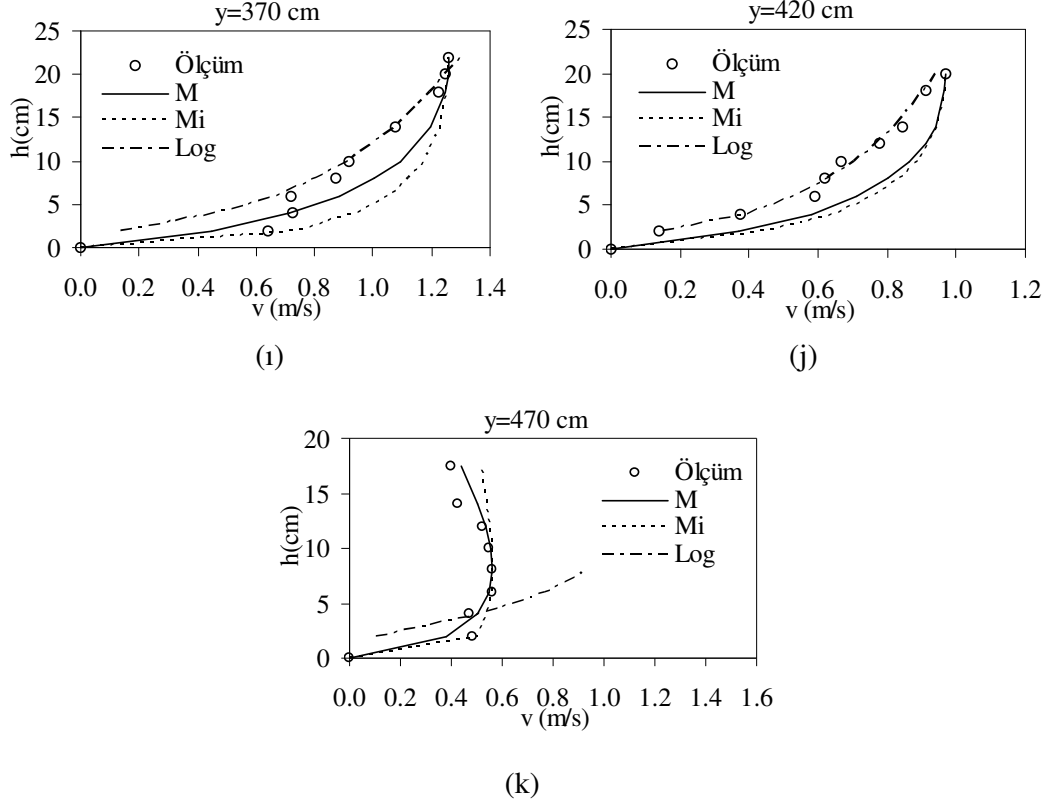 y=370 cm
25
20
15
10
5
0
h(cm)
Ölçüm
M
Mi
Log
0.0 0.2 0.4 0.6 0.8 1.0 1.2 1.4
v (m/s)
(ı)
y=420 cm
25
20
15
10
5
0
h(cm)
Ölçüm
M
Mi
Log
0.0 0.2 0.4 0.6 0.8 1.0 1.2
v (m/s)
(j)
y=470 cm
20
15
10
5
0
h(cm)
Ölçüm
M
Mi
Log
0.0 0.2 0.4 0.6 0.8 1.0 1.2 1.4 1.6
v (m/s)
(k)